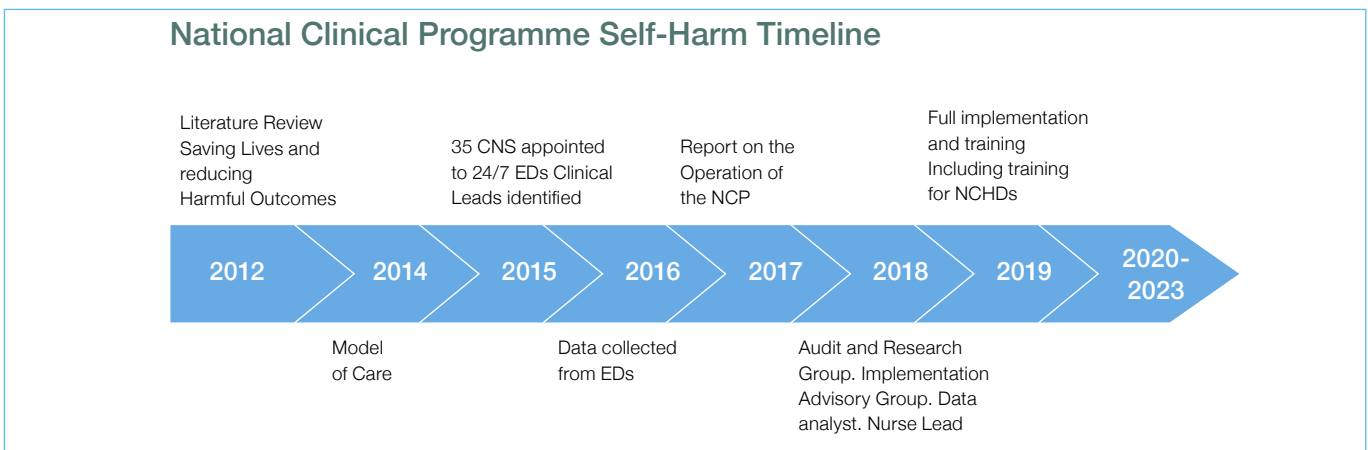 National Clinical Programme Self-Harm Timeline
Literature Review
Saving Lives and
reducing
Harmful Outcomes
35 CNS appointed
to 24/7 EDs Clinical
Leads identified
Report on the
Operation of
the NCP
Full implementation
and training
Including training
for NCHDs
2012
2014
2015
2016
2017
2018
2019
2020-
2023
Model
of Care
Data collected
from EDs
Audit and Research
Group. Implementation
Advisory Group. Data
analyst. Nurse Lead